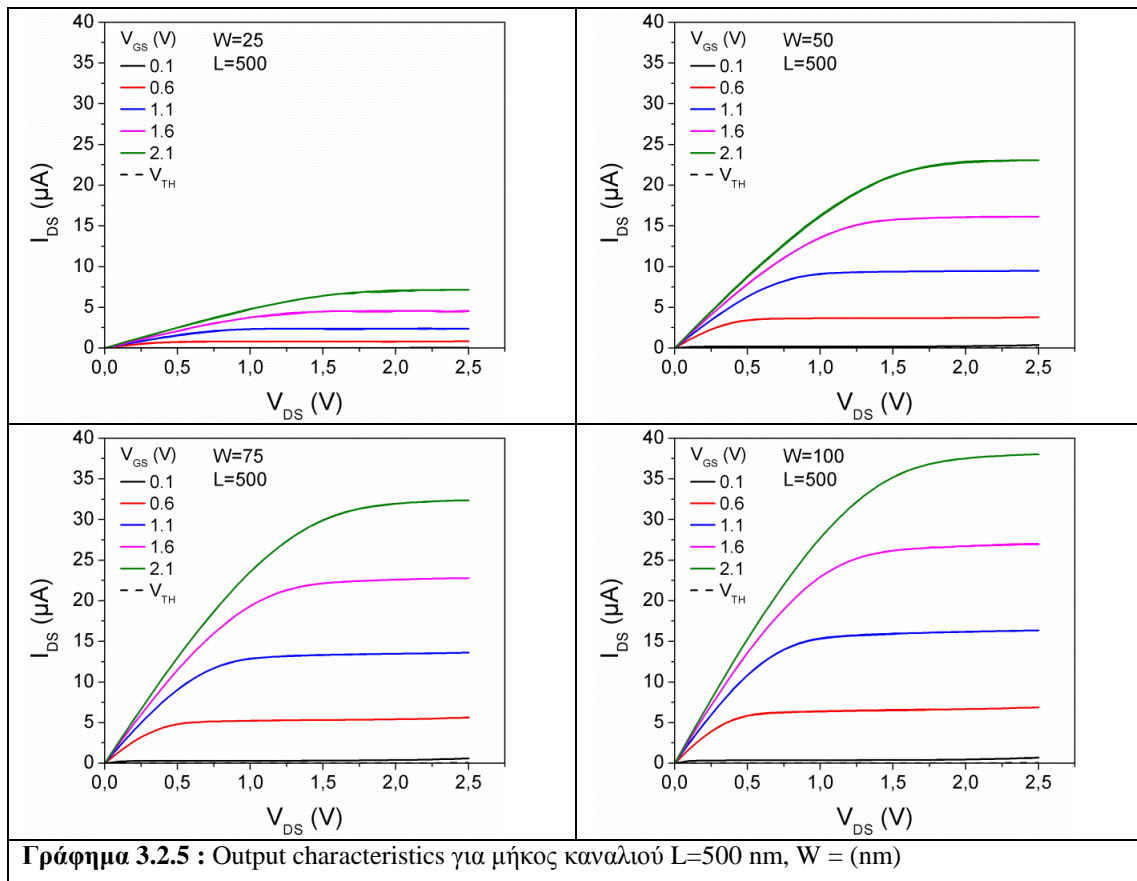 V_GS (V) W=25
L=500
0.1
0.6
1.1
1.6
2.1
V_TH
40
35
30
25
20
15
10
5
0
I_DS (µA)
0,0 0,5 1,0 1,5 2,0 2,5
V_DS (V)
V_GS (V) W=50
L=500
0.1
0.6
1.1
1.6
2.1
V_TH
40
35
30
25
20
15
10
5
0
I_DS (µA)
0,0 0,5 1,0 1,5 2,0 2,5
V_DS (V)
V_GS (V) W=75
L=500
0.1
0.6
1.1
1.6
2.1
V_TH
40
35
30
25
20
15
10
5
0
I_DS (µA)
0,0 0,5 1,0 1,5 2,0 2,5
V_DS (V)
V_GS (V) W=100
L=500
0.1
0.6
1.1
1.6
2.1
V_TH
40
35
30
25
20
15
10
5
0
I_DS (µA)
0,0 0,5 1,0 1,5 2,0 2,5
V_DS (V)
Γράφημα 3.2.5 : Output characteristics για μήκος καναλιού L=500 nm, W = (nm)